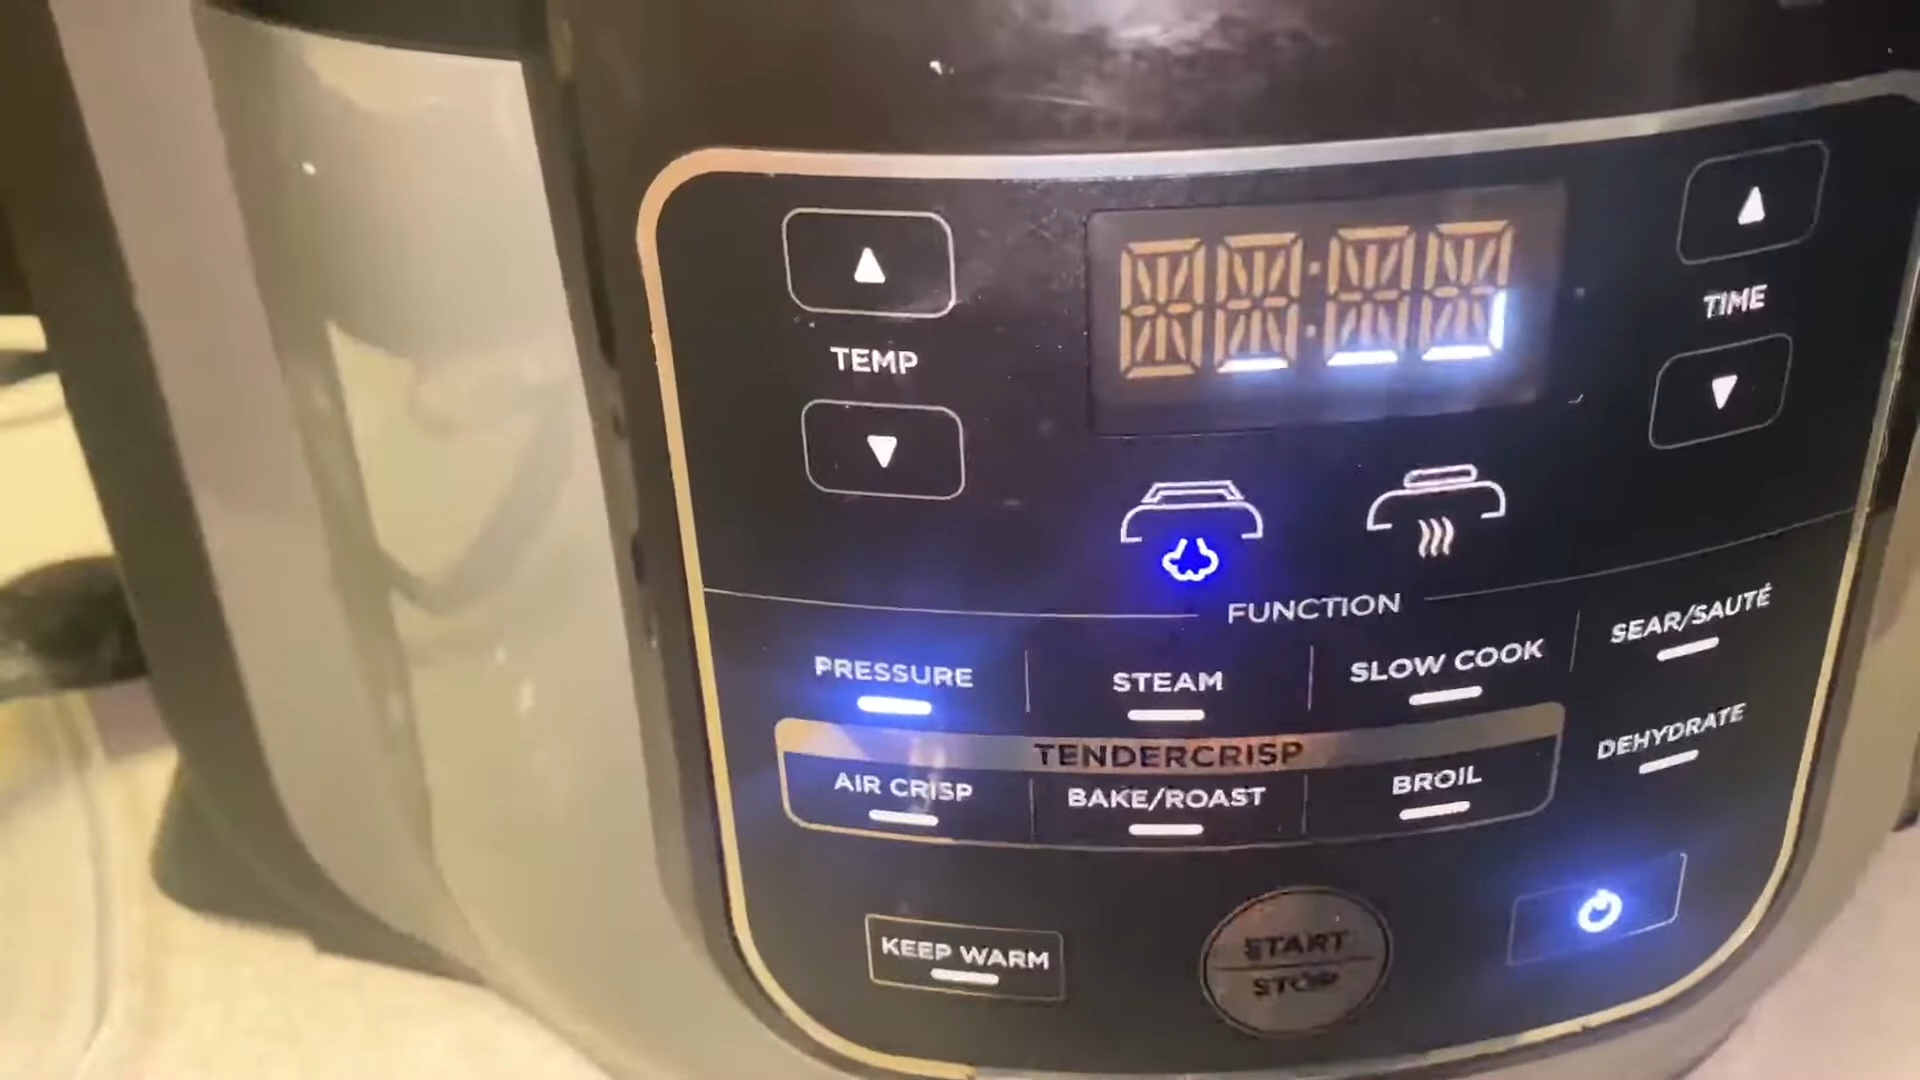 TEMP
TIME
FUNCTION
PRESSURE
STEAM
SLOW COOK
SEAR/SAUTÉ
TENDERCRISP
AIR CRISP
BAKE/ROAST
BROIL
DEHYDRATE
KEEP WARM
START
STOP